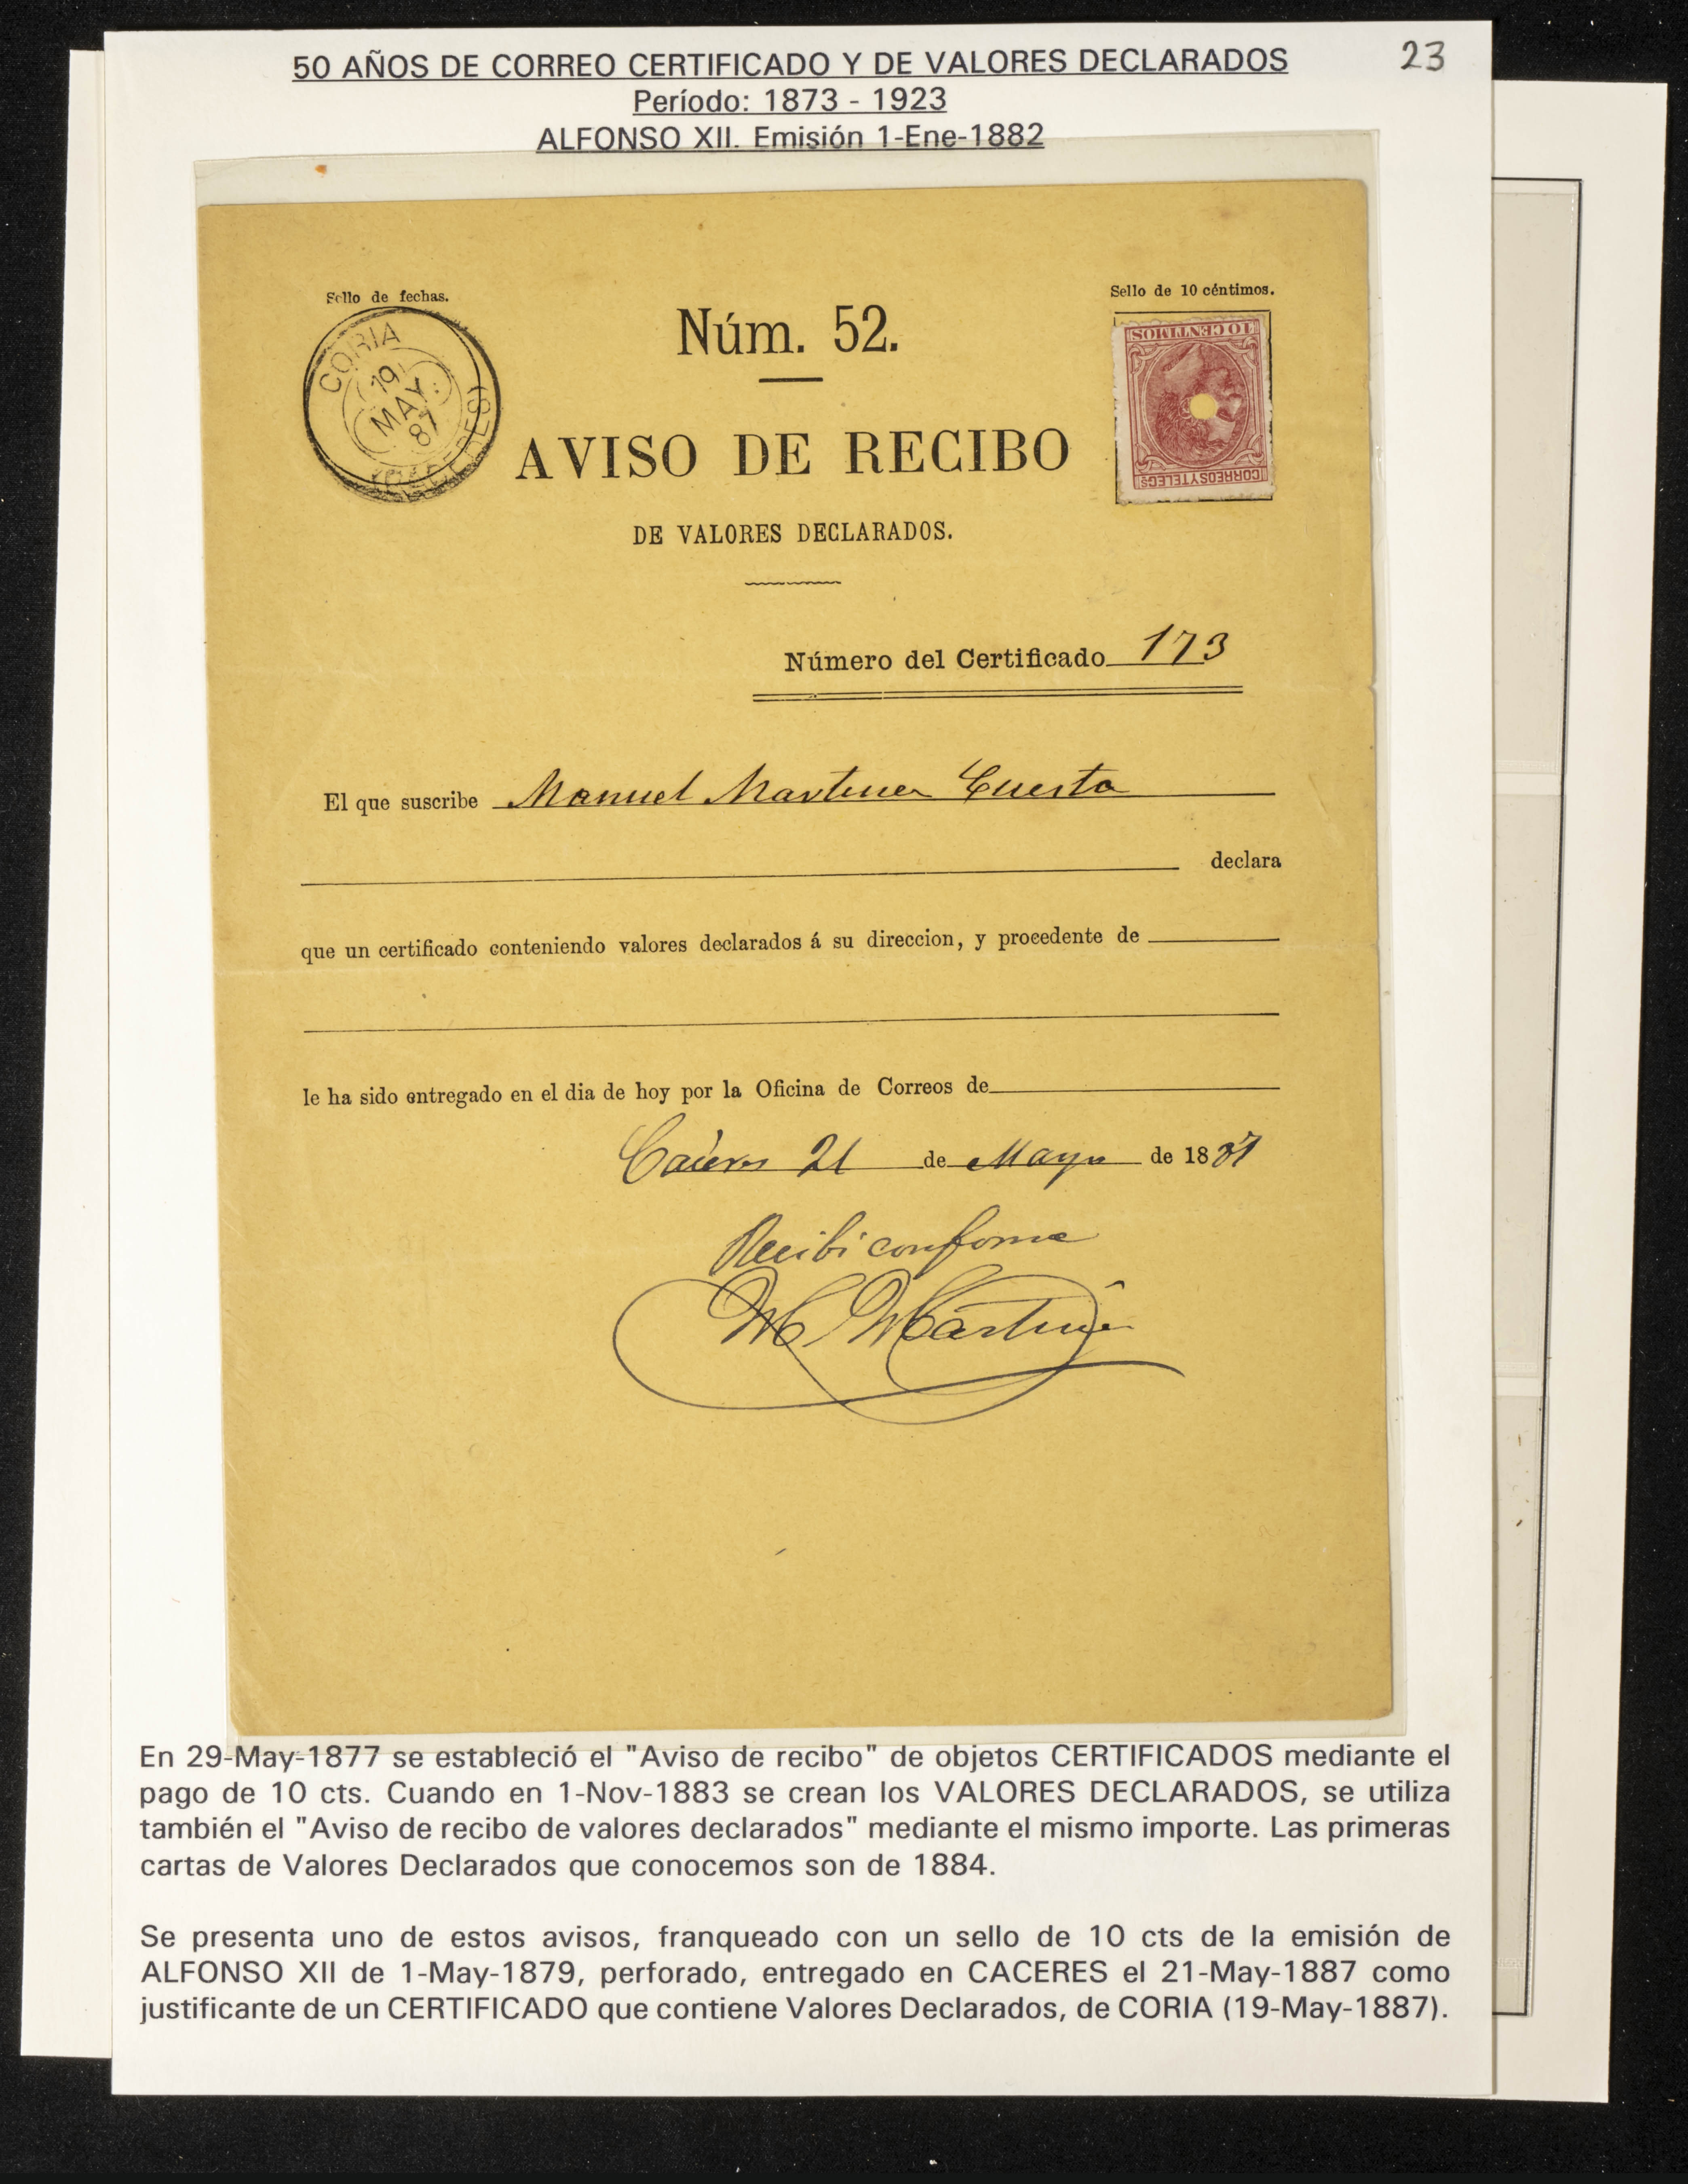 50 AÑOS DE CORREO CERTIFICADO Y DE VALORES DECLARADOS
23
Período: 1873 - 1923
ALFONSO XII. Emisión 1-Ene-1882
Sello de fechas.
Sello de 10 céntimos.
CORIA
19
MAY.
87
(CACERES)
Núm. 52.
10 CENTIMOS
CORREOS Y TELEGS
AVISO DE RECIBO
DE VALORES DECLARADOS.
Número del Certificado 173
El que suscribe Manuel Martinez Cuesta
declara
que un certificado conteniendo valores declarados á su direccion, y procedente de
le ha sido entregado en el dia de hoy por la Oficina de Correos de
Cáceres 21 de Mayo de 1887
Recibi conforme
M. Martinez
En 29-May-1877 se estableció el "Aviso de recibo" de objetos CERTIFICADOS mediante el
pago de 10 cts. Cuando en 1-Nov-1883 se crean los VALORES DECLARADOS, se utiliza
también el "Aviso de recibo de valores declarados" mediante el mismo importe. Las primeras
cartas de Valores Declarados que conocemos son de 1884.
Se presenta uno de estos avisos, franqueado con un sello de 10 cts de la emisión de
ALFONSO XII de 1-May-1879, perforado, entregado en CACERES el 21-May-1887 como
justificante de un CERTIFICADO que contiene Valores Declarados, de CORIA (19-May-1887).